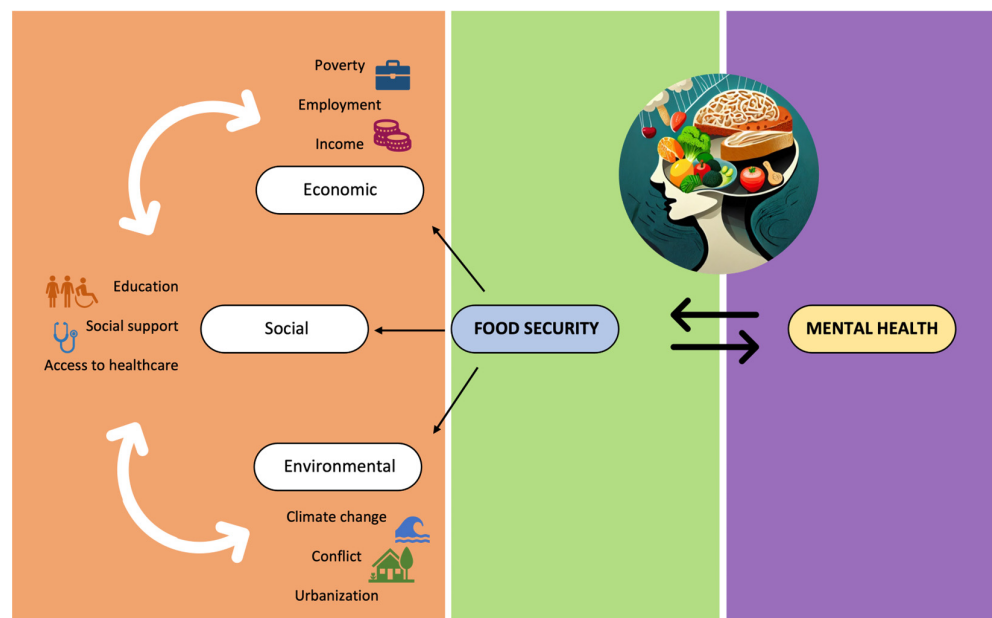 Poverty
Employment
Income
Economic
Education
Social support
Access to healthcare
Social
FOOD SECURITY
MENTAL HEALTH
Environmental
Climate change
Conflict
Urbanization